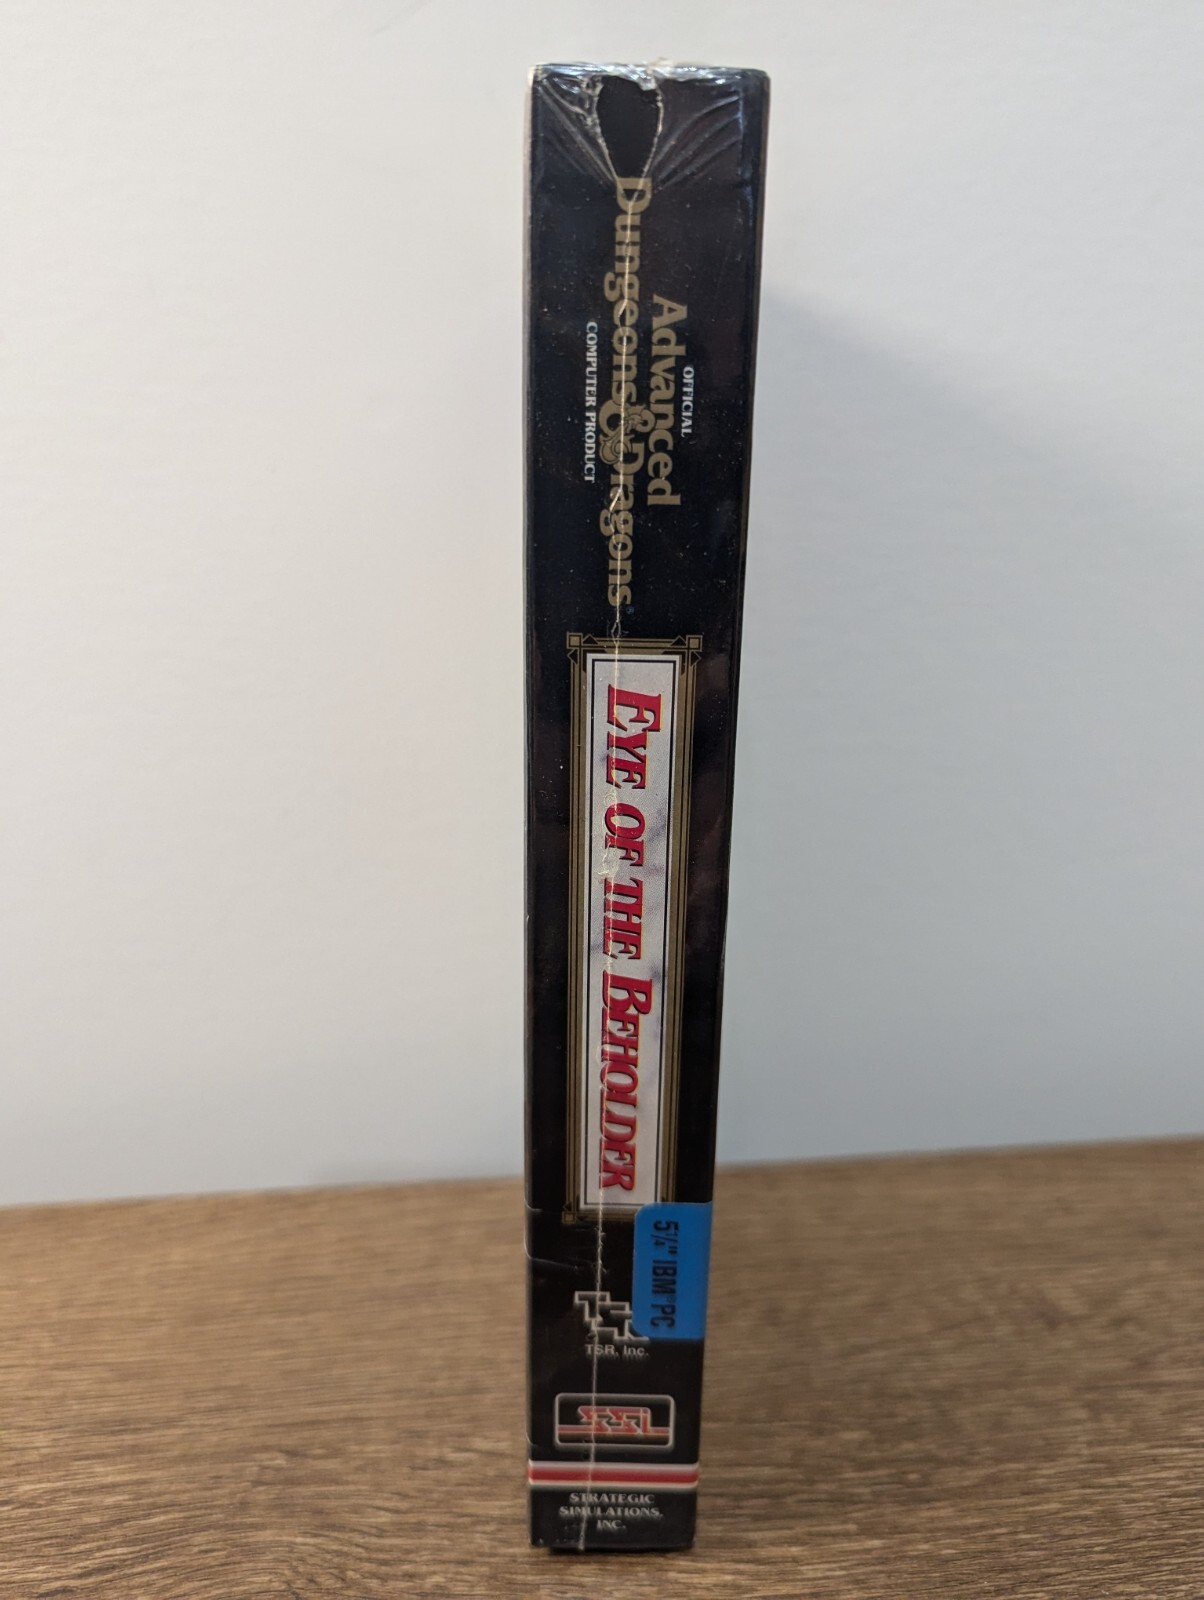 OFFICIAL
Advanced
Dungeons & Dragons®
COMPUTER PRODUCT
EYE OF THE BEHOLDER
5¼" IBM PC
TSR, Inc.
SSI
STRATEGIC
SIMULATIONS,
INC.